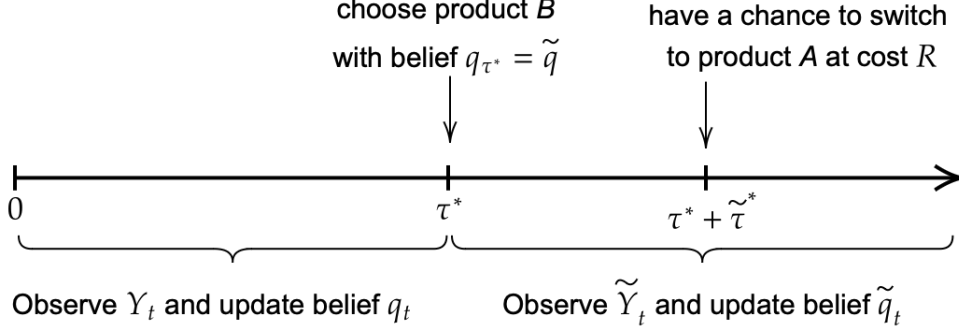 choose product B
with belief q_{τ*} = q̃
have a chance to switch
to product A at cost R
0
τ*
τ* + τ̃*
Observe Y_t and update belief q_t
Observe Ỹ_t and update belief q̃_t